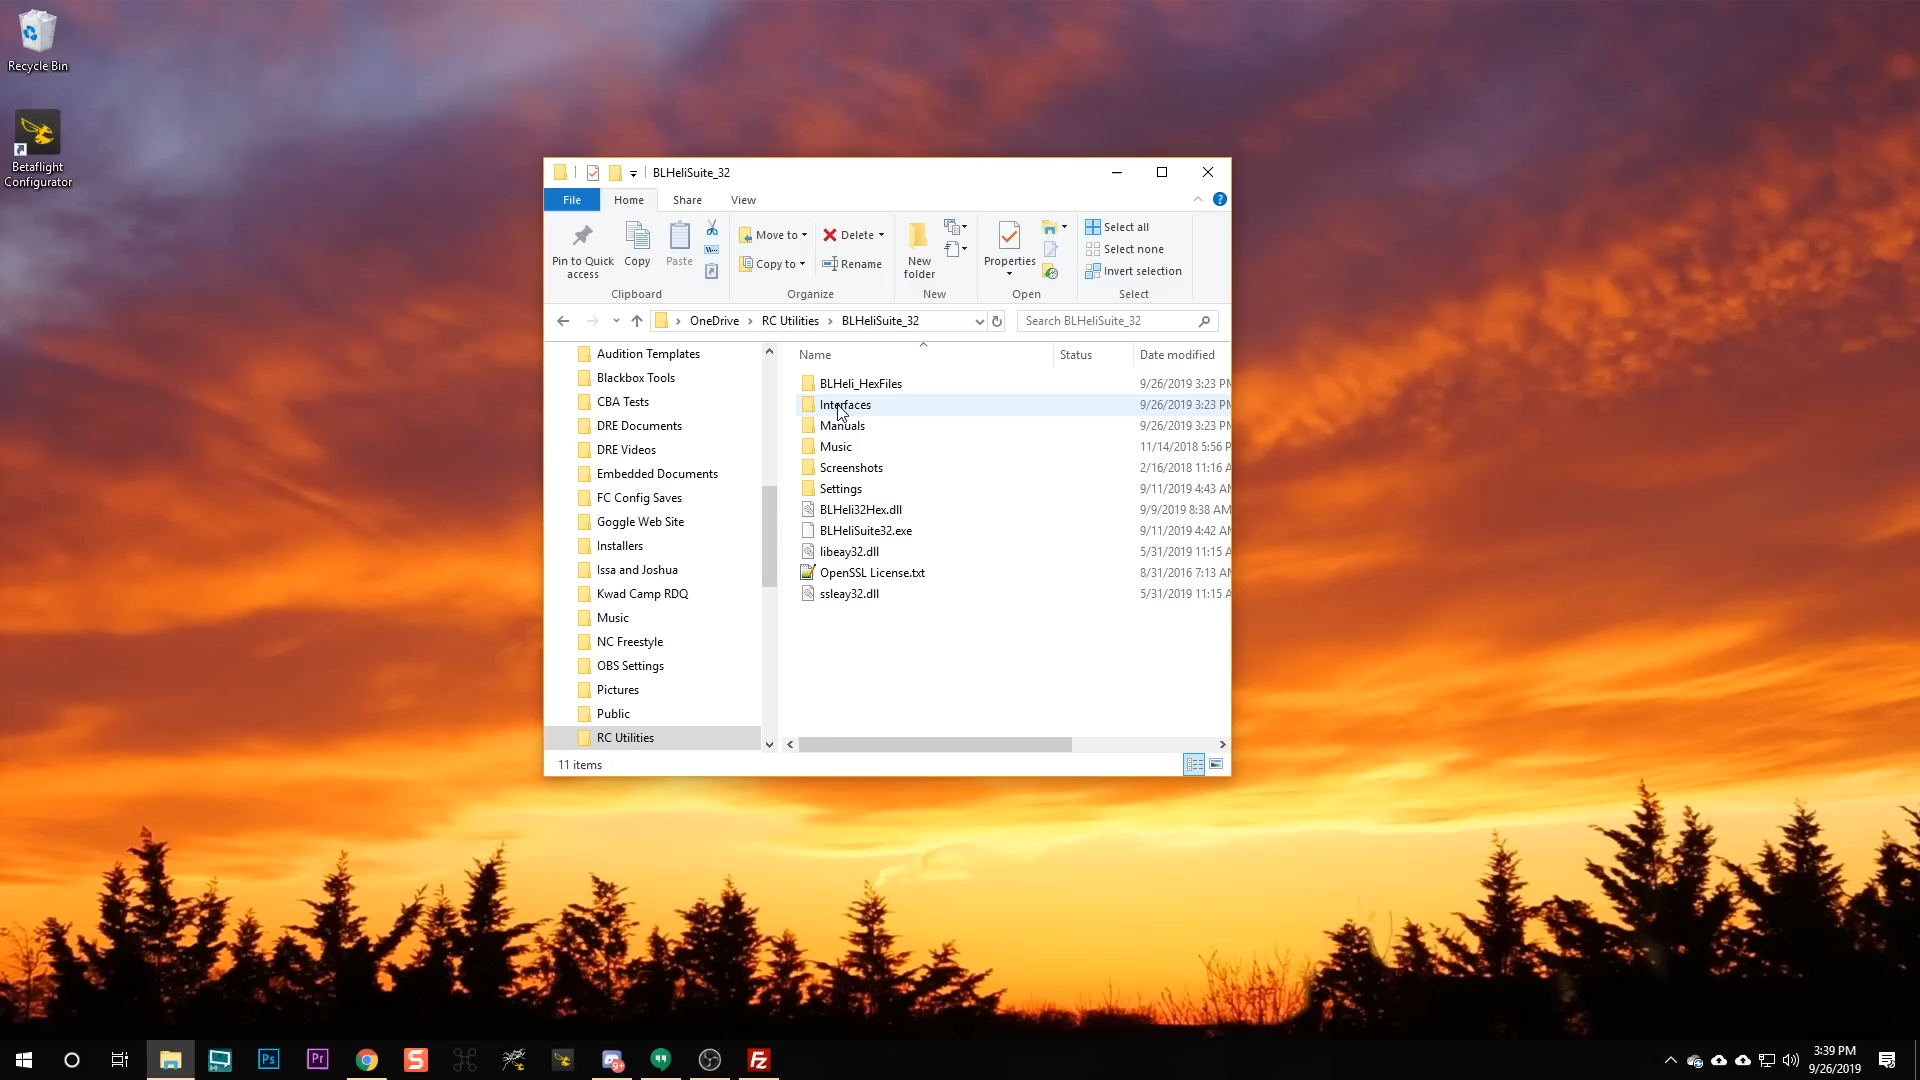 Recycle Bin
Betaflight
Configurator
BLHeliSuite_32
File
Home
Share
View
?
Pin to Quick
access
Copy
Paste
Clipboard
Move to
Copy to
Delete
Rename
Organize
New
folder
New
Properties
Open
Select all
Select none
Invert selection
Select
OneDrive
RC Utilities
BLHeliSuite_32
Search BLHeliSuite_32
Audition Templates
Blackbox Tools
CBA Tests
DRE Documents
DRE Videos
Embedded Documents
FC Config Saves
Goggle Web Site
Installers
Issa and Joshua
Kwad Camp RDQ
Music
NC Freestyle
OBS Settings
Pictures
Public
RC Utilities
Name Status Date modified
BLHeli_HexFiles 9/26/2019 3:23 PM
Interfaces 9/26/2019 3:23 PM
Manuals 9/26/2019 3:23 PM
Music 11/14/2018 5:56 P
Screenshots 2/16/2018 11:16 A
Settings 9/11/2019 4:43 AM
BLHeli32Hex.dll 9/9/2019 8:38 AM
BLHeliSuite32.exe 9/11/2019 4:42 AM
libeay32.dll 5/31/2019 11:15 A
OpenSSL License.txt 8/31/2016 7:13 AM
ssleay32.dll 5/31/2019 11:15 A
11 items
Ps
Pr
S
9+
Fz
3:39 PM
9/26/2019